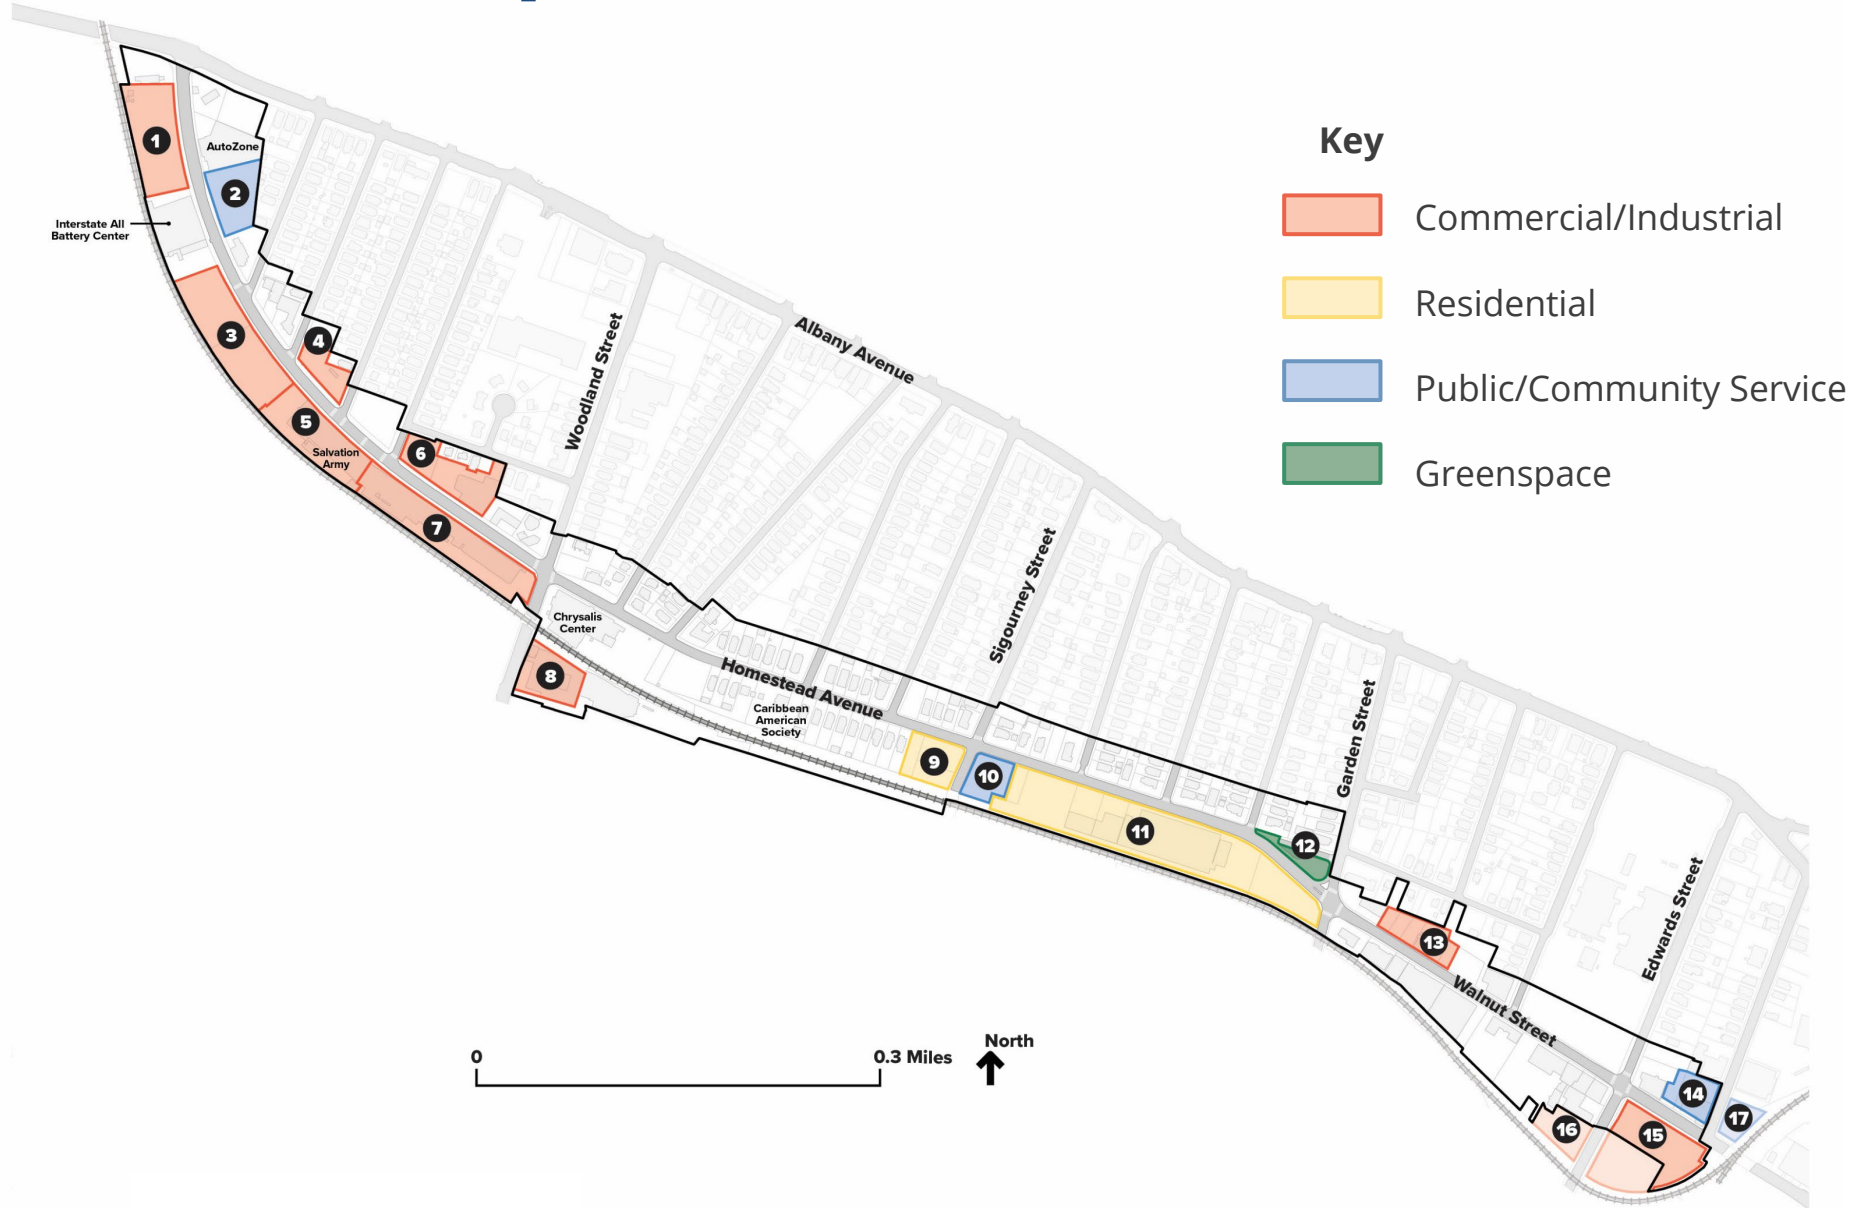 Key
Commercial/Industrial
Residential
Public/Community Service
Greenspace
1
AutoZone
2
Interstate All
Battery Center
3
4
5
Salvation
Army
6
7
Woodland Street
Albany Avenue
Chrysalis
Center
8
Homestead Avenue
Caribbean
American
Society
Sigourney Street
9
10
11
12
Garden Street
13
Walnut Street
Edwards Street
14
15
16
17
0
0.3 Miles
North